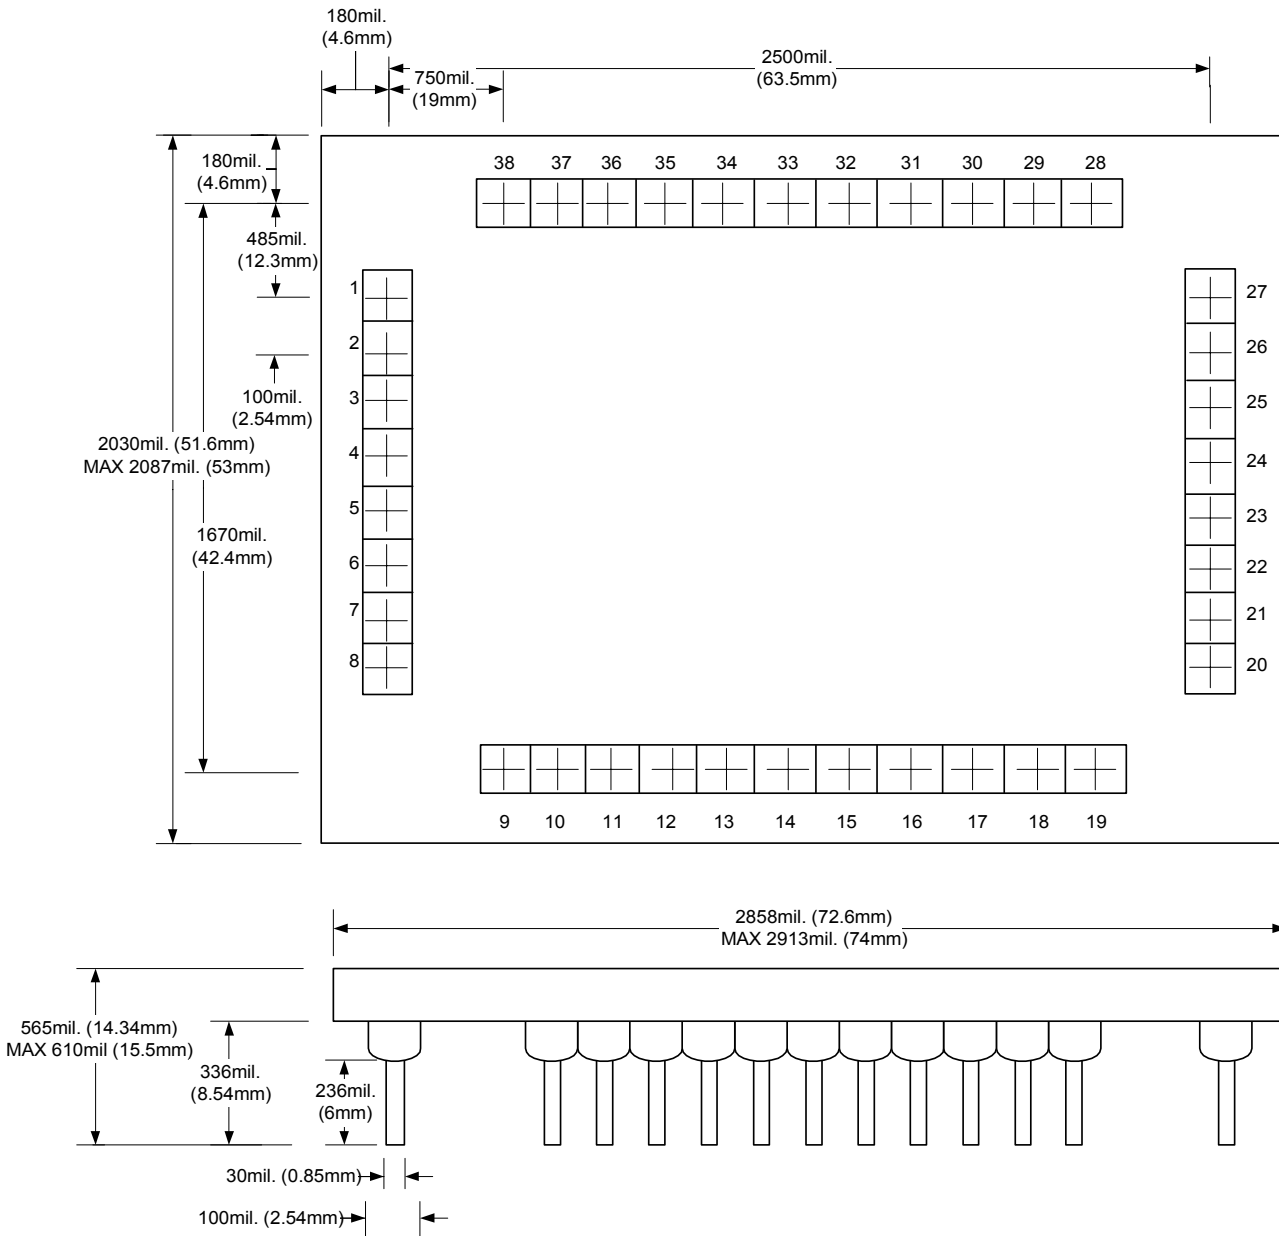 180mil.
(4.6mm)
2500mil.
(63.5mm)
750mil.
(19mm)
180mil.
(4.6mm)
38 37 36 35 34 33 32 31 30 29 28
485mil.
(12.3mm)
1 27
2 26
100mil.
(2.54mm)
3 25
2030mil. (51.6mm)
MAX 2087mil. (53mm)
4 24
5 23
1670mil.
(42.4mm)
6 22
7 21
8 20
9 10 11 12 13 14 15 16 17 18 19
2858mil. (72.6mm)
MAX 2913mil. (74mm)
565mil. (14.34mm)
MAX 610mil (15.5mm)
336mil.
(8.54mm)
236mil.
(6mm)
30mil. (0.85mm)
100mil. (2.54mm)